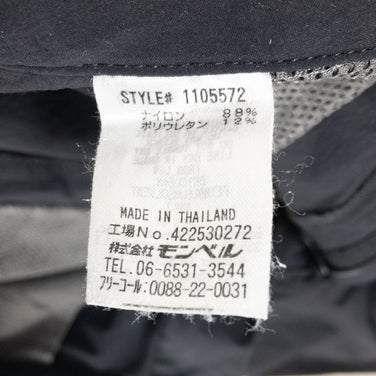 STYLE# 1105572
ナイロン 88%
ポリウレタン 12%
MADE IN THAILAND
工場No.422530272
株式会社 モンベル
TEL.06-6531-3544
フリーコール:0088-22-0031